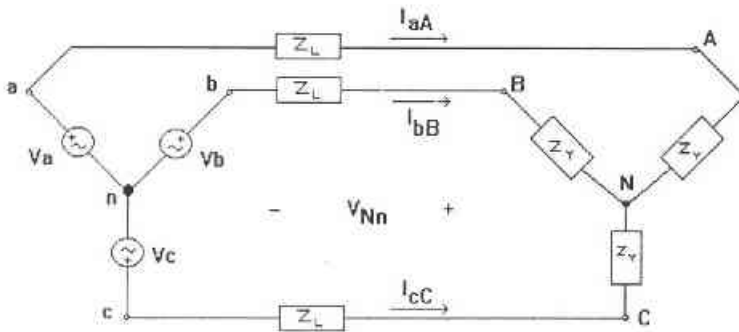 I_aA
Z_L
A
a
b
Z_L
B
I_bB
Va
Vb
Z_Y
Z_Y
n
N
- V_Nn +
Vc
Z_Y
I_cC
c
Z_L
C